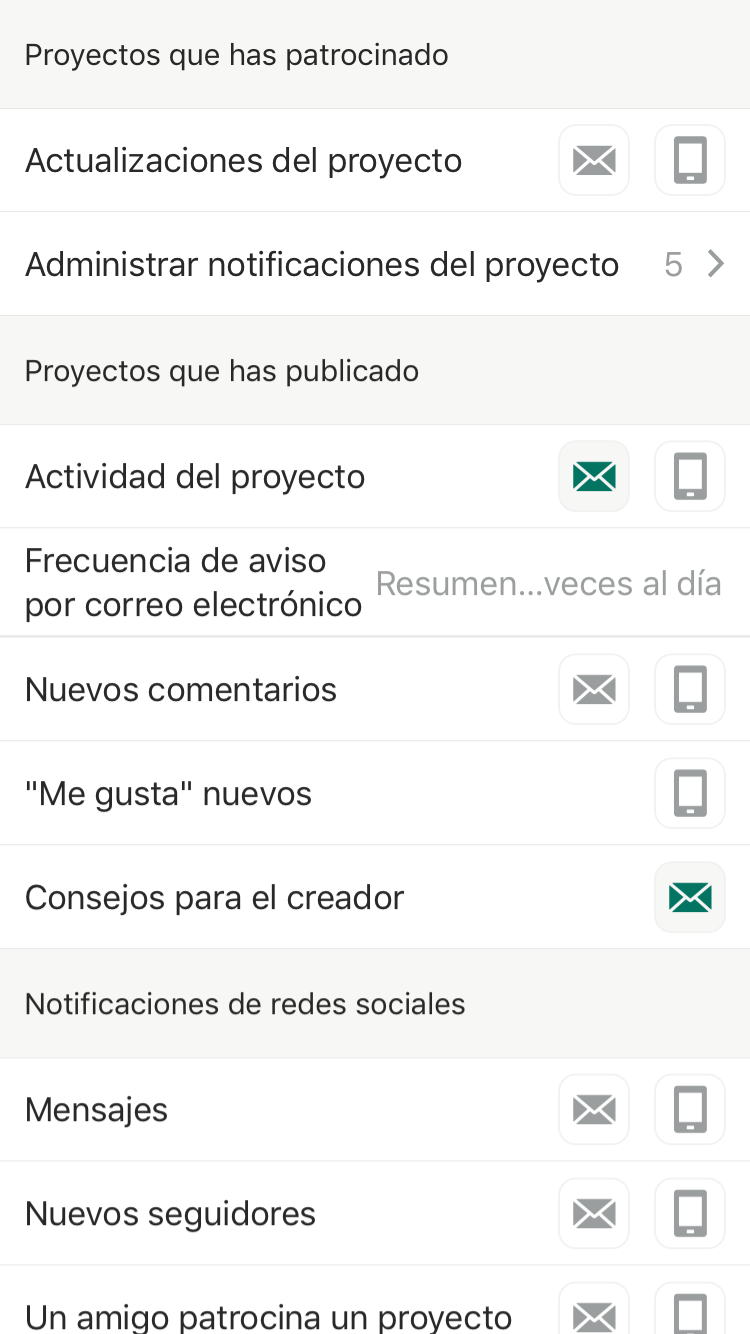 Proyectos que has patrocinado
Actualizaciones del proyecto
Administrar notificaciones del proyecto 5
Proyectos que has publicado
Actividad del proyecto
Frecuencia de aviso
por correo electrónico
Resumen...veces al día
Nuevos comentarios
"Me gusta" nuevos
Consejos para el creador
Notificaciones de redes sociales
Mensajes
Nuevos seguidores
Un amigo patrocina un proyecto